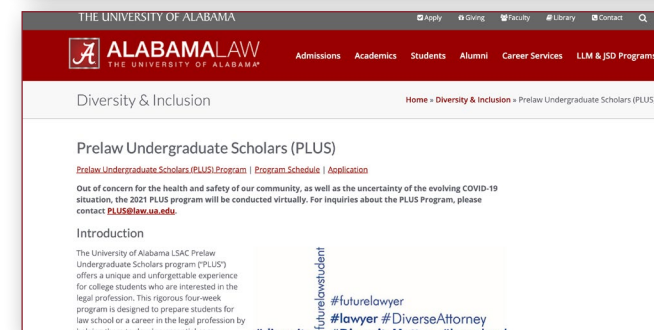 THE UNIVERSITY OF ALABAMA
Apply Giving Faculty Library Contact
A ALABAMALAW
THE UNIVERSITY OF ALABAMA®
Admissions Academics Students Alumni Career Services LLM & JSD Programs
Diversity & Inclusion
Home » Diversity & Inclusion » Prelaw Undergraduate Scholars (PLUS
Prelaw Undergraduate Scholars (PLUS)
Prelaw Undergraduate Scholars (PLUS) Program | Program Schedule | Application
Out of concern for the health and safety of our community, as well as the uncertainty of the evolving COVID-19
situation, the 2021 PLUS program will be conducted virtually. For inquiries about the PLUS Program, please
contact PLUS@law.ua.edu.
Introduction
The University of Alabama LSAC Prelaw
Undergraduate Scholars program ("PLUS")
offers a unique and unforgettable experience
for college students who are interested in the
legal profession. This rigorous four-week
program is designed to prepare students for
law school or a career in the legal profession by
futurelawstudent
#futurelawyer
#lawyer #DiverseAttorney